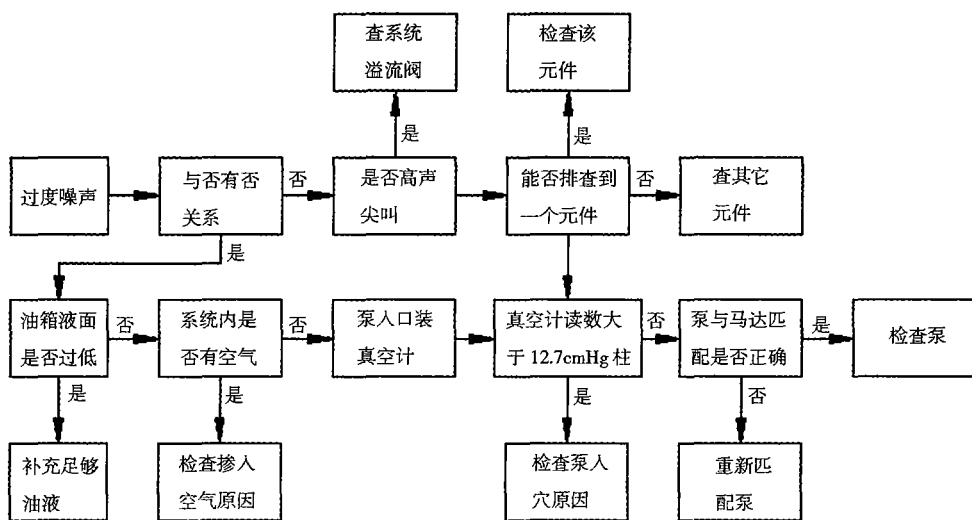 查系统
溢流阀
检查该
元件
是
是
过度噪声
与否有否
关系
否
是否高声
尖叫
能否排查到
一个元件
否
查其它
元件
是
油箱液面
是否过低
否
系统内是
否有空气
否
泵入口装
真空计
真空计读数大
于12.7cmHg柱
否
泵与马达匹
配是否正确
是
检查泵
是
是
是
否
补充足够
油液
检查掺入
空气原因
检查泵入
穴原因
重新匹
配泵